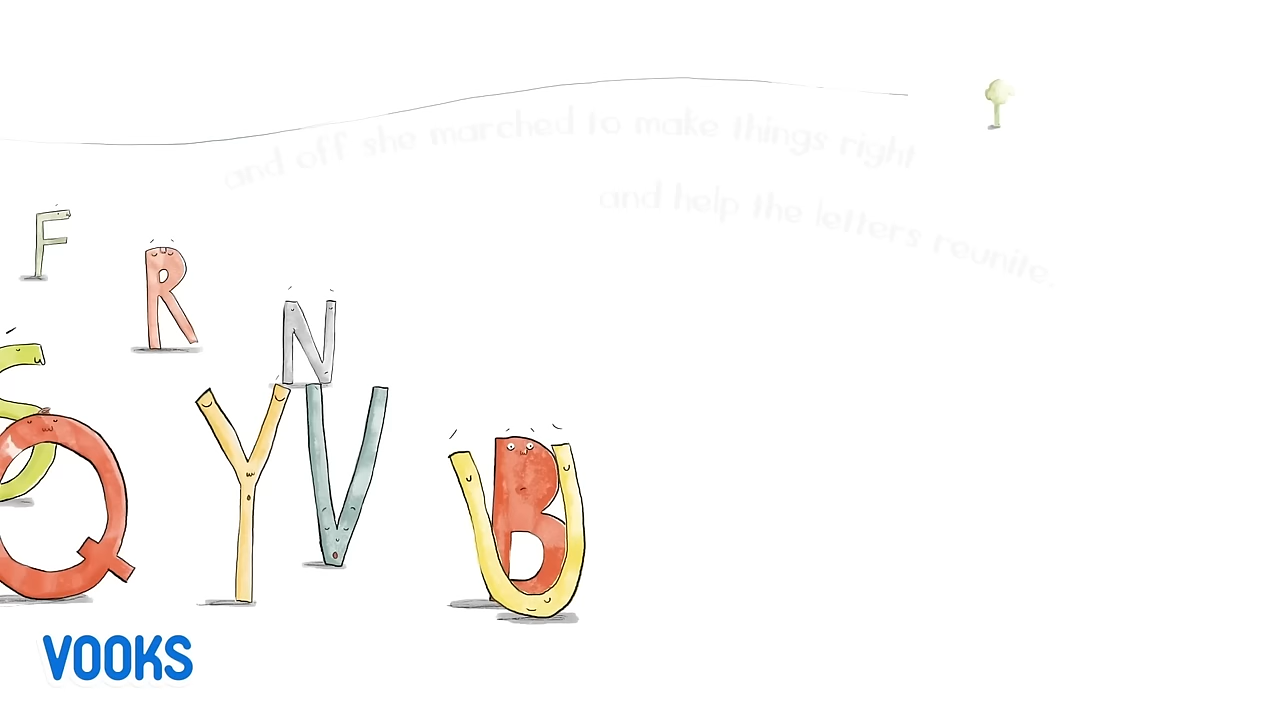 and off she marched to make things right
and help the letters reunite.
F
R
N
S
Q
Y
V
U
B
VOOKS